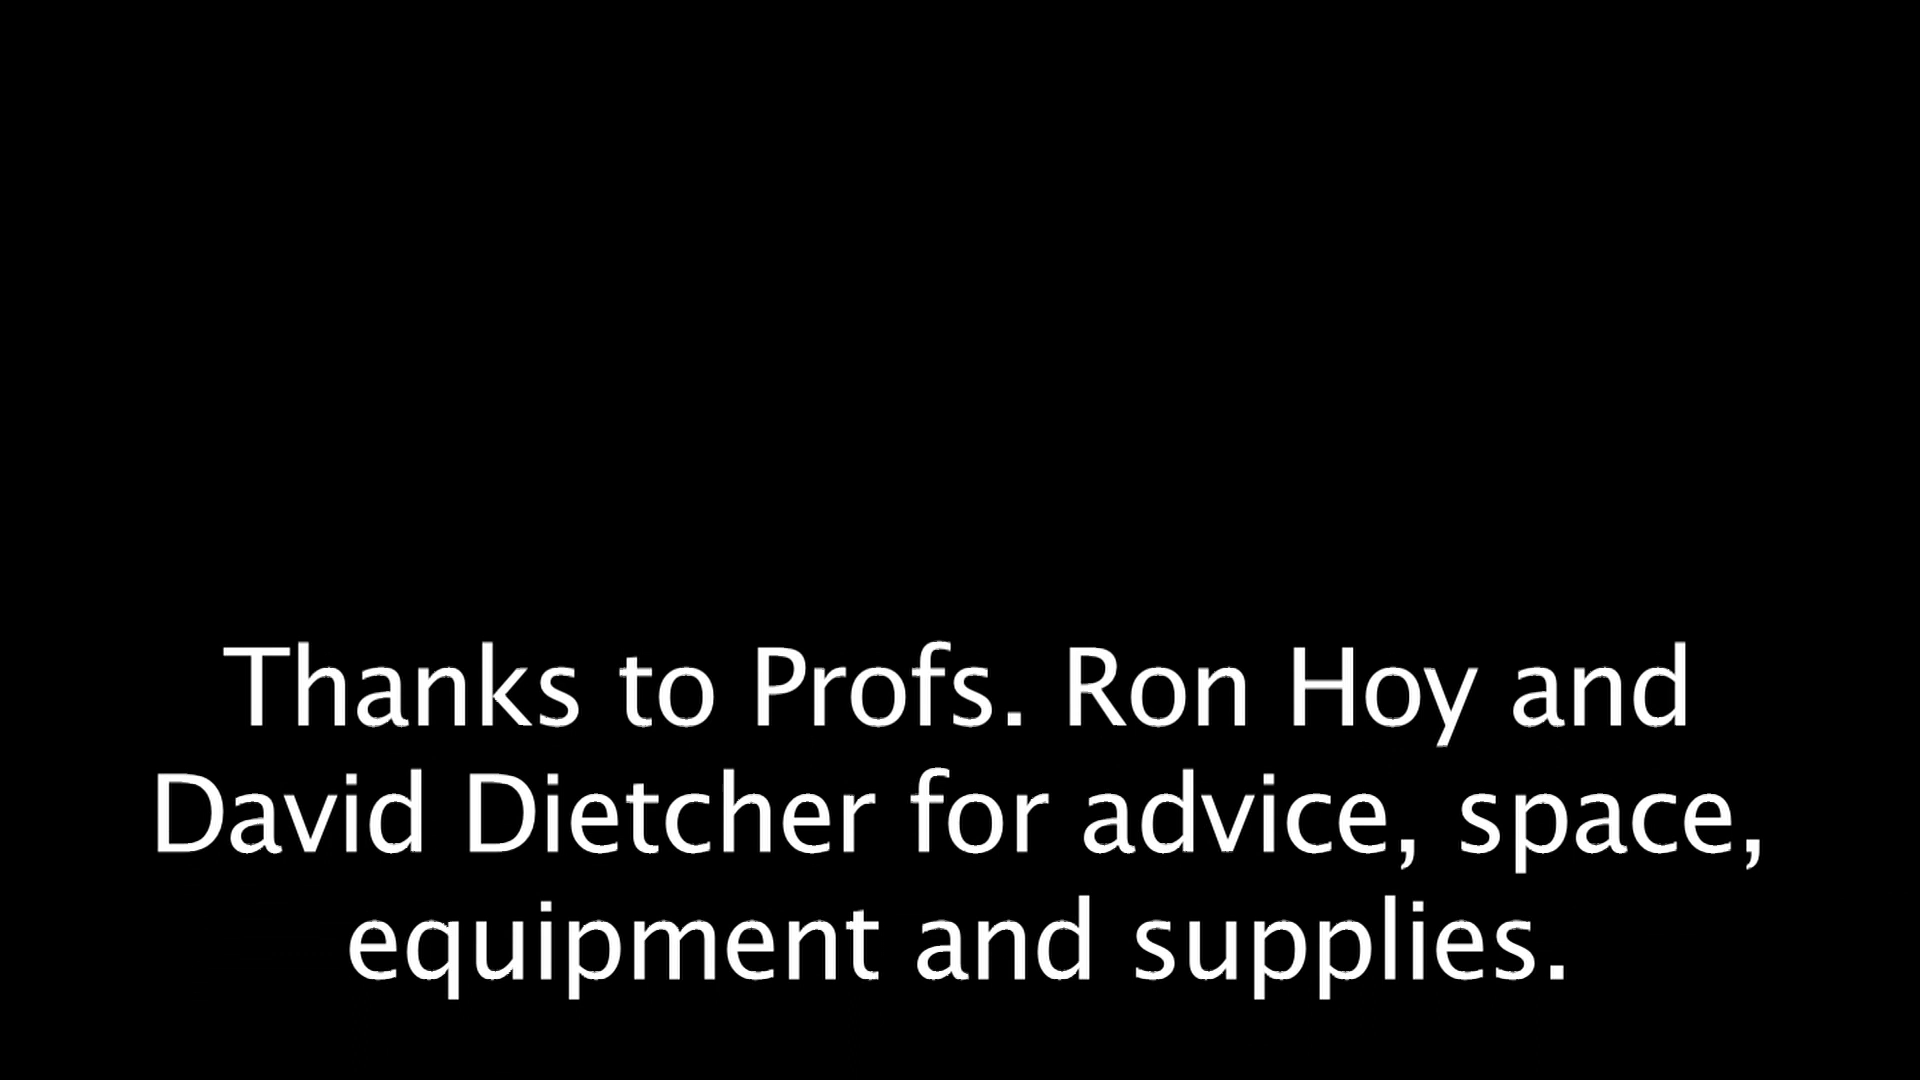 Thanks to Profs. Ron Hoy and
David Dietcher for advice, space,
equipment and supplies.